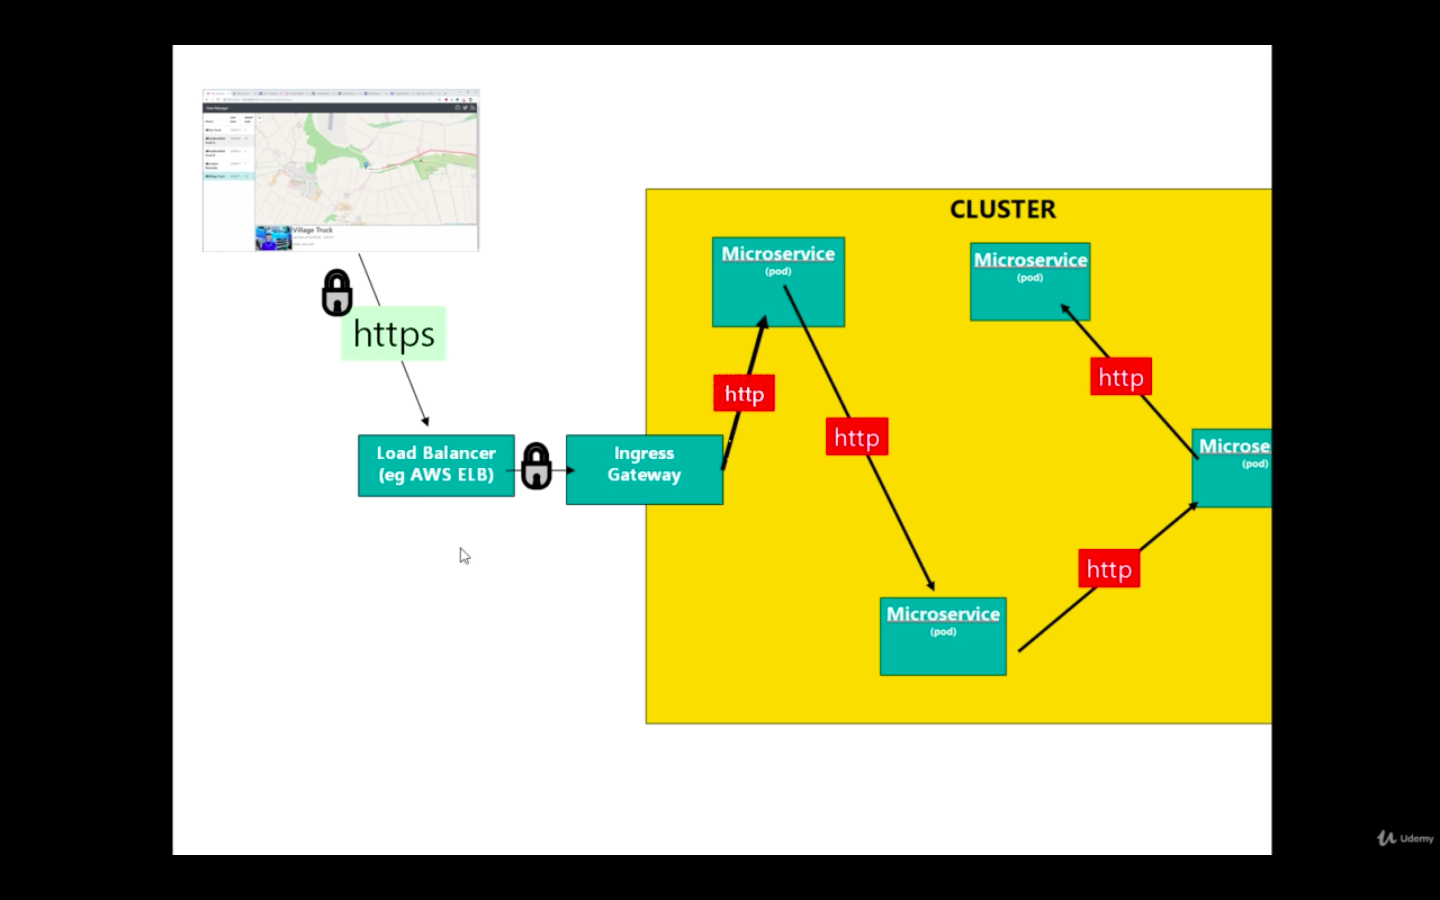 Village Truck
https
Load Balancer
(eg AWS ELB)
Ingress
Gateway
CLUSTER
Microservice
(pod)
Microservice
(pod)
http
http
http
Microse
(pod)
http
Microservice
(pod)
Udemy